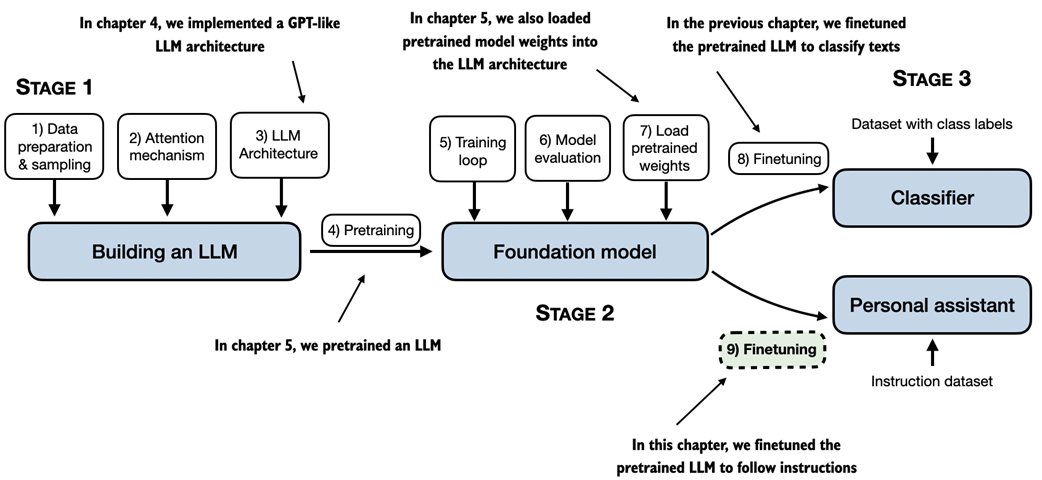 In chapter 4, we implemented a GPT-like
LLM architecture
In chapter 5, we also loaded
pretrained model weights into
the LLM architecture
In the previous chapter, we finetuned
the pretrained LLM to classify texts
STAGE 1
STAGE 3
1) Data
preparation
& sampling
2) Attention
mechanism
3) LLM
Architecture
5) Training
loop
6) Model
evaluation
7) Load
pretrained
weights
8) Finetuning
Dataset with class labels
Classifier
Building an LLM
4) Pretraining
Foundation model
Personal assistant
STAGE 2
In chapter 5, we pretrained an LLM
9) Finetuning
Instruction dataset
In this chapter, we finetuned the
pretrained LLM to follow instructions